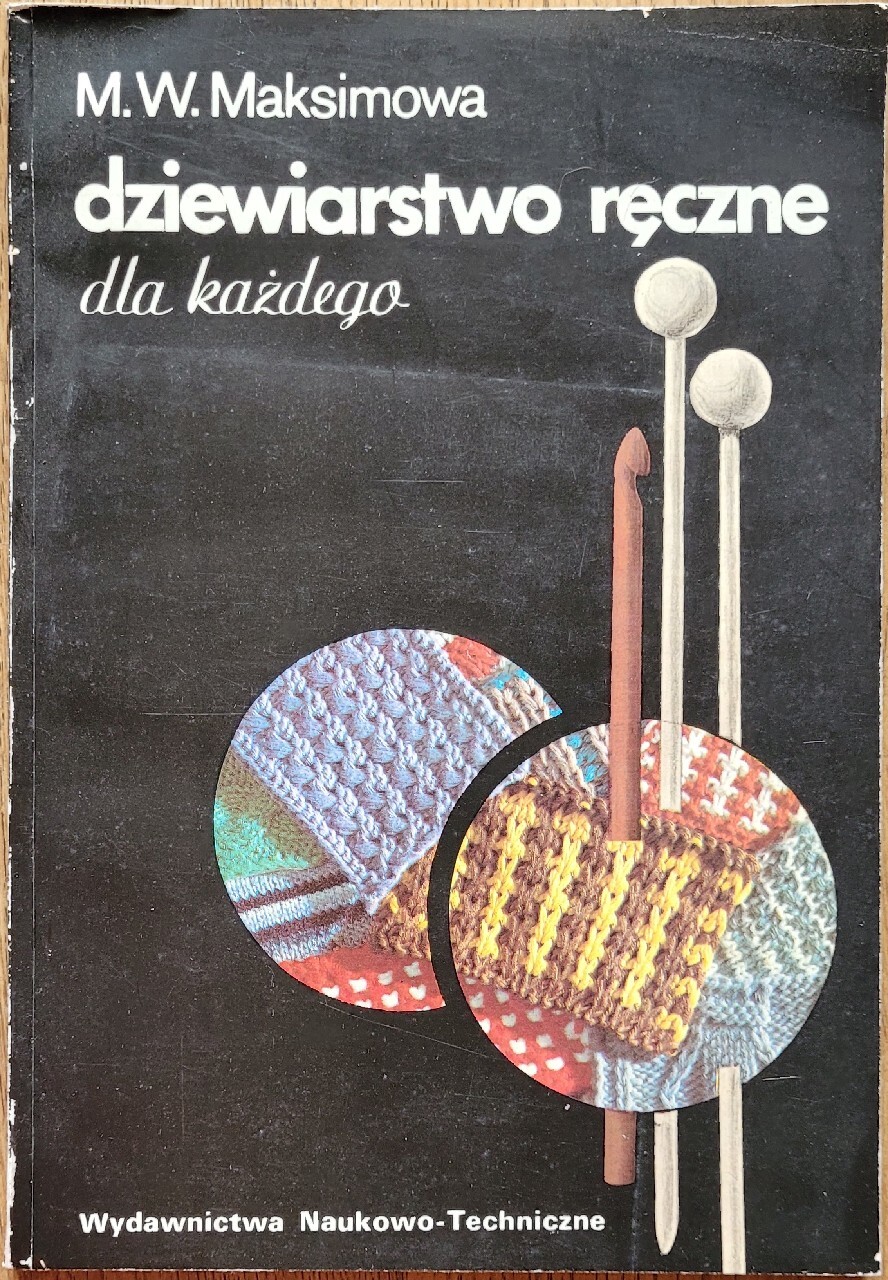 M. W. Maksimowa
dziewiarstwo ręczne
dla każdego
Wydawnictwa Naukowo-Techniczne